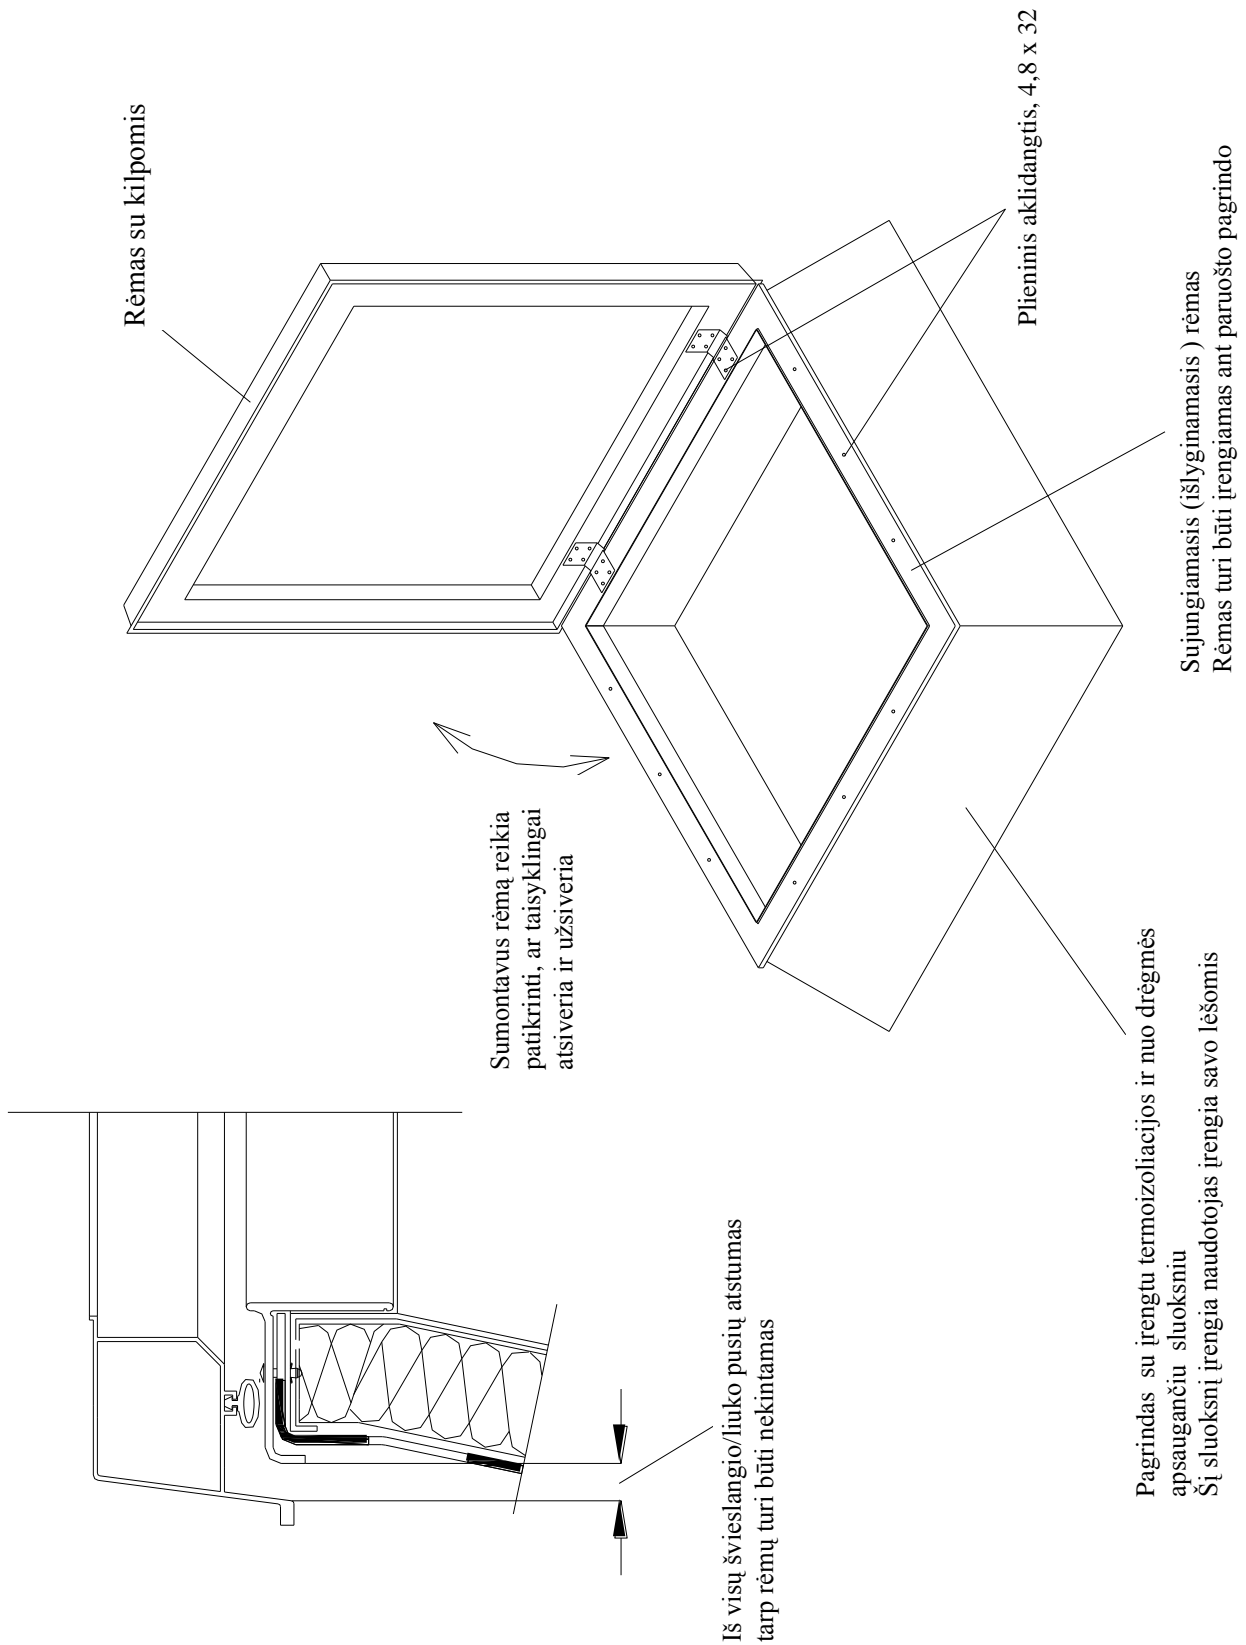 Rėmas su kilpomis
Plieninis aklidangtis, 4,8 x 32
Sujungiamasis (išlyginamasis ) rėmas
Rėmas turi būti įrengiamas ant paruošto pagrindo
Sumontavus rėmą reikia
patikrinti, ar taisyklingai
atsiveria ir užsiveria
Pagrindas su įrengtu termoizoliacijos ir nuo drėgmės
apsaugančiu sluoksniu
Šį sluoksnį įrengia naudotojas įrengia savo lėšomis
Iš visų švieslangio/liuko pusių atstumas
tarp rėmų turi būti nekintamas